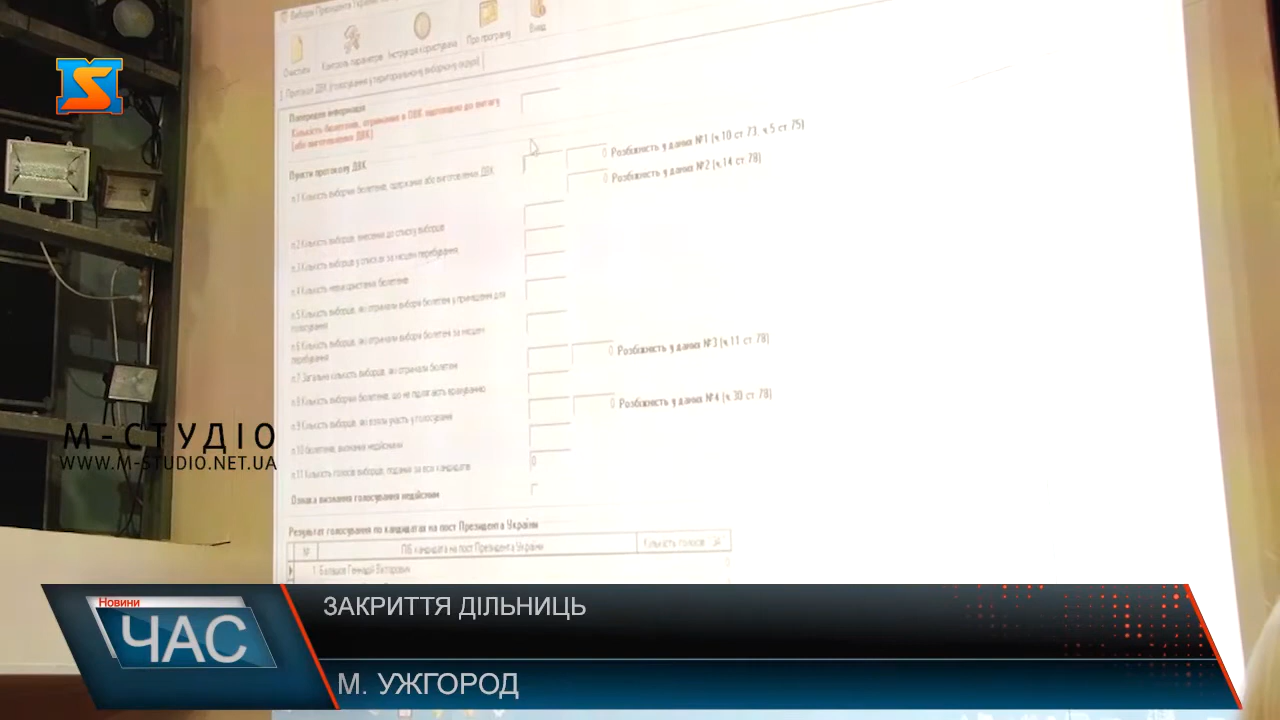 Вибори Президента України
Очистити Контроль параметрів Інструкція користувача Про програму Вихід
Протокол ДВК (голосування у територіальному виборчому окрузі)
Попередня інформація
Кількість бюлетенів, отриманих в ДВК відповідно до витягу
(або виготовлених ДВК)
Пункти протоколу ДВК
0 Розбіжність у даних №1 (ч.10 ст 73, ч.5 ст 75)
п.1 Кількість виборчих бюлетенів, одержаних або виготовлених ДВК
0 Розбіжність у даних №2 (ч.14 ст 78)
п.2 Кількість виборців, внесених до списку виборців
п.3 Кількість виборців у списках за місцем перебування
п.4 Кількість невикористаних бюлетенів
п.5 Кількість виборців, які отримали виборчі бюлетені у приміщенні для
голосування
п.6 Кількість виборців, які отримали виборчі бюлетені за місцем
перебування
0 Розбіжність у даних №3 (ч.11 ст 78)
п.7 Загальна кількість виборців, які отримали бюлетені
п.8 Кількість виборчих бюлетенів, що не підлягають врахуванню
0 Розбіжність у даних №4 (ч.30 ст 78)
п.9 Кількість виборців, які взяли участь у голосуванні
п.10 бюлетенів, визнаних недійсними
п.11 Кількість голосів виборців, поданих за всіх кандидатів 0
Ознака визнання голосування недійсним
Результат голосування по кандидатах на пост Президента України
№ ПІБ кандидата на пост Президента України Кількість голосів "ЗА"
1 Балашов Геннадій Вікторович
М-СТУДІО
WWW.M-STUDIO.NET.UA
Новини
ЧАС
ЗАКРИТТЯ ДІЛЬНИЦЬ
М. УЖГОРОД